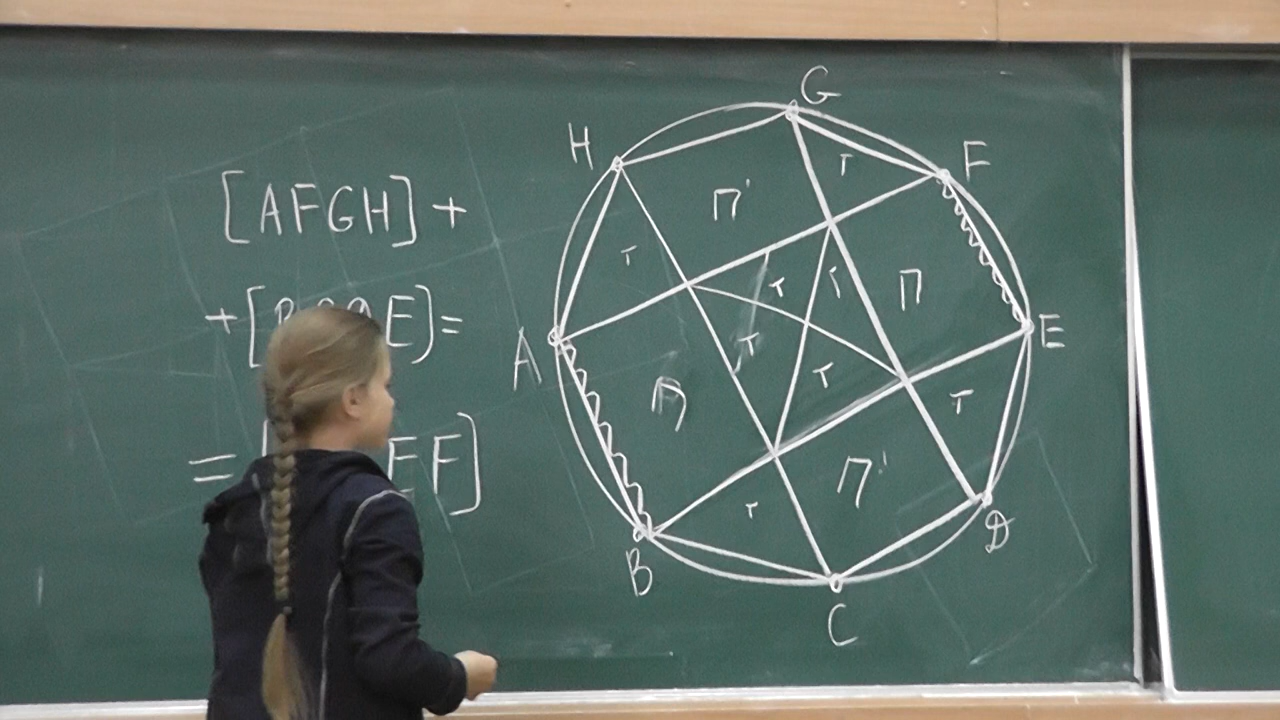 [AFGH] +
+[B E]=
= [ EF]
G
H
F
т
П'
т
П
т
т
A
E
т
т
П
т
П'
т
B
D
C